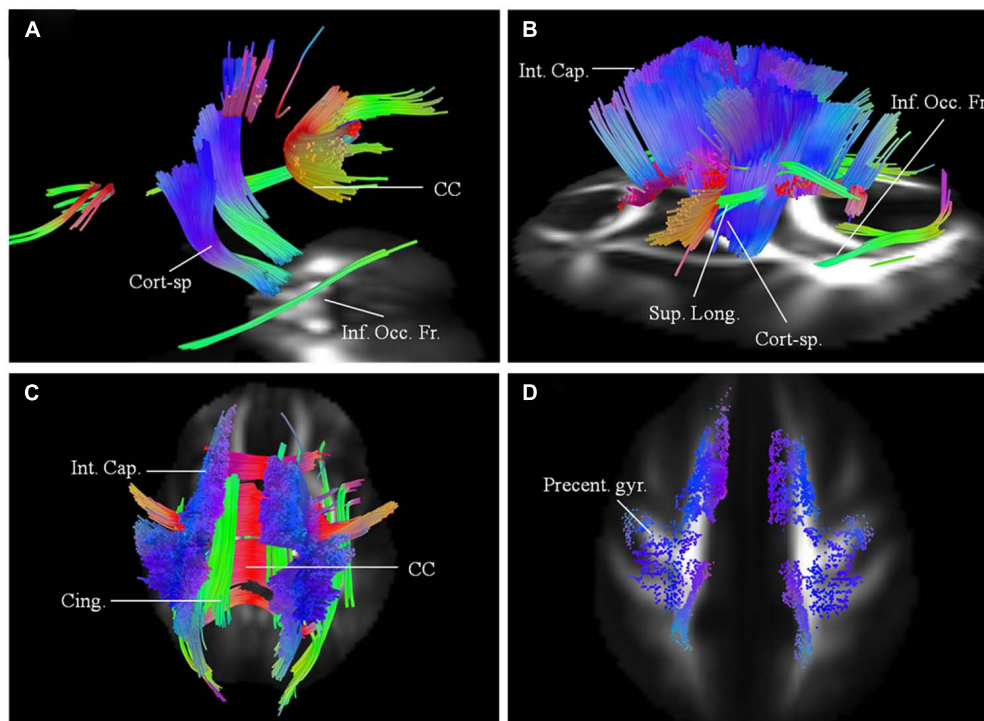 A
CC
Cort-sp
Inf. Occ. Fr.
B
Int. Cap.
Inf. Occ. Fr
Sup. Long.
Cort-sp.
C
Int. Cap.
CC
Cing.
D
Precent. gyr.